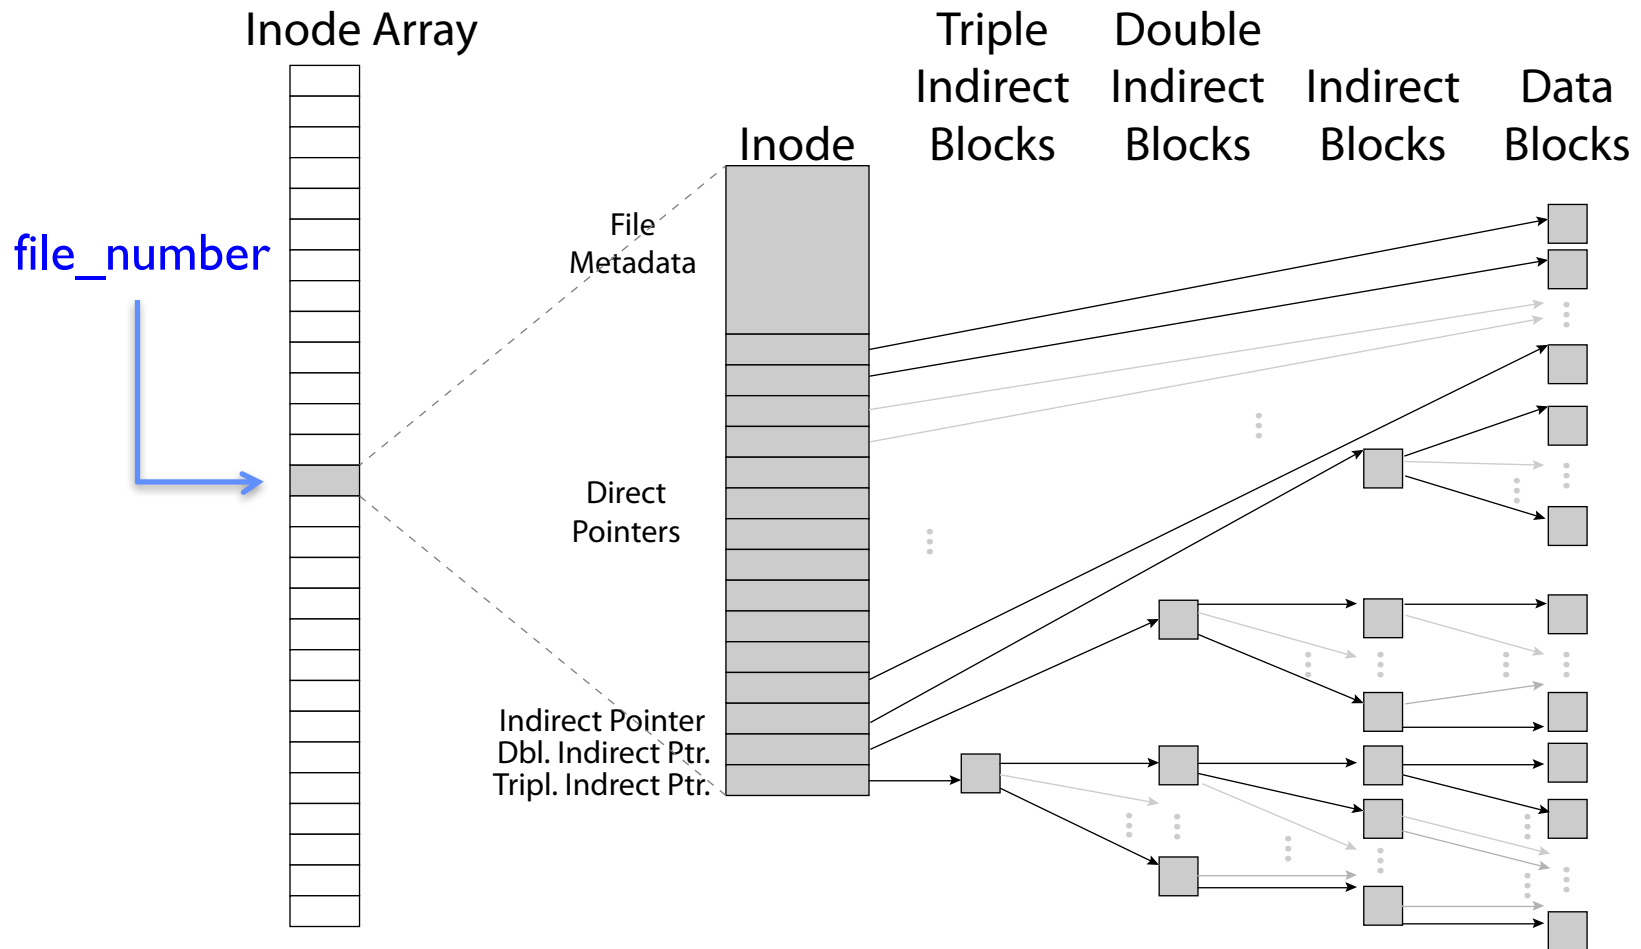 Inode Array
Triple
Indirect
Blocks
Double
Indirect
Blocks
Indirect
Blocks
Data
Blocks
Inode
file_number
File
Metadata
Direct
Pointers
Indirect Pointer
Dbl. Indirect Ptr.
Tripl. Indrect Ptr.